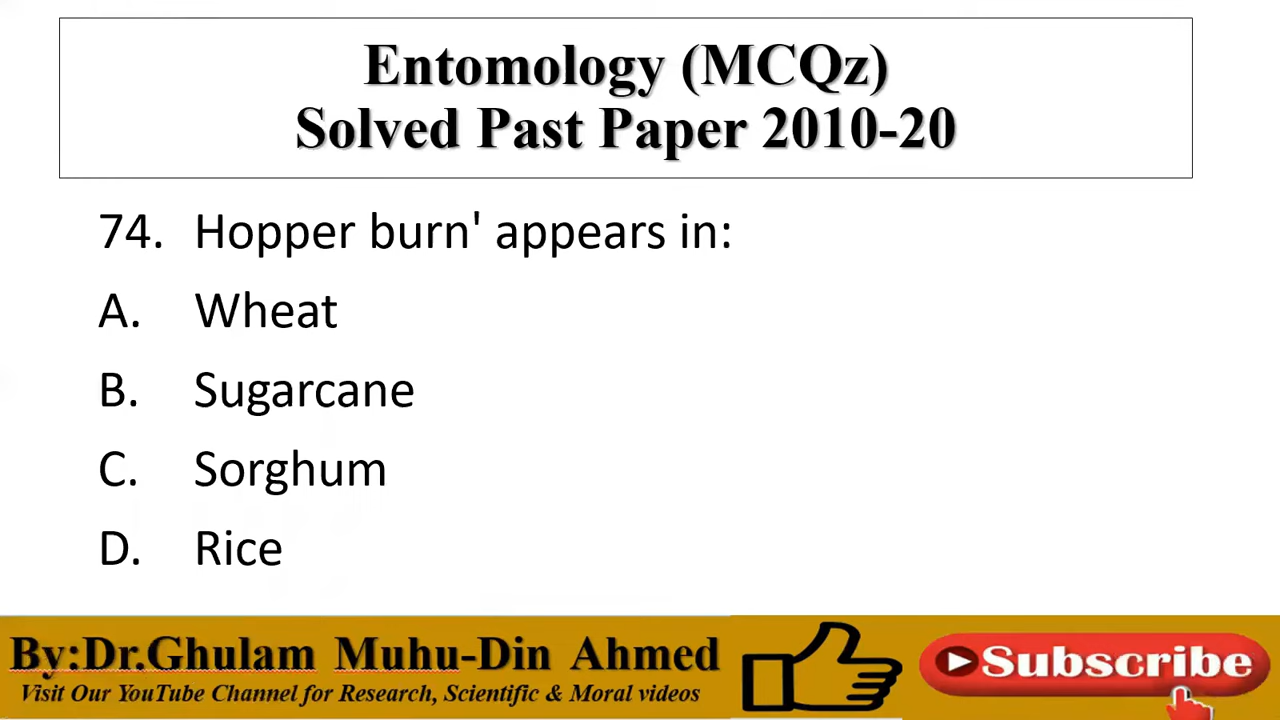 Entomology (MCQz)
Solved Past Paper 2010-20
74. Hopper burn' appears in:
A. Wheat
B. Sugarcane
C. Sorghum
D. Rice
By:Dr.Ghulam Muhu-Din Ahmed
Visit Our YouTube Channel for Research, Scientific & Moral videos
Subscribe